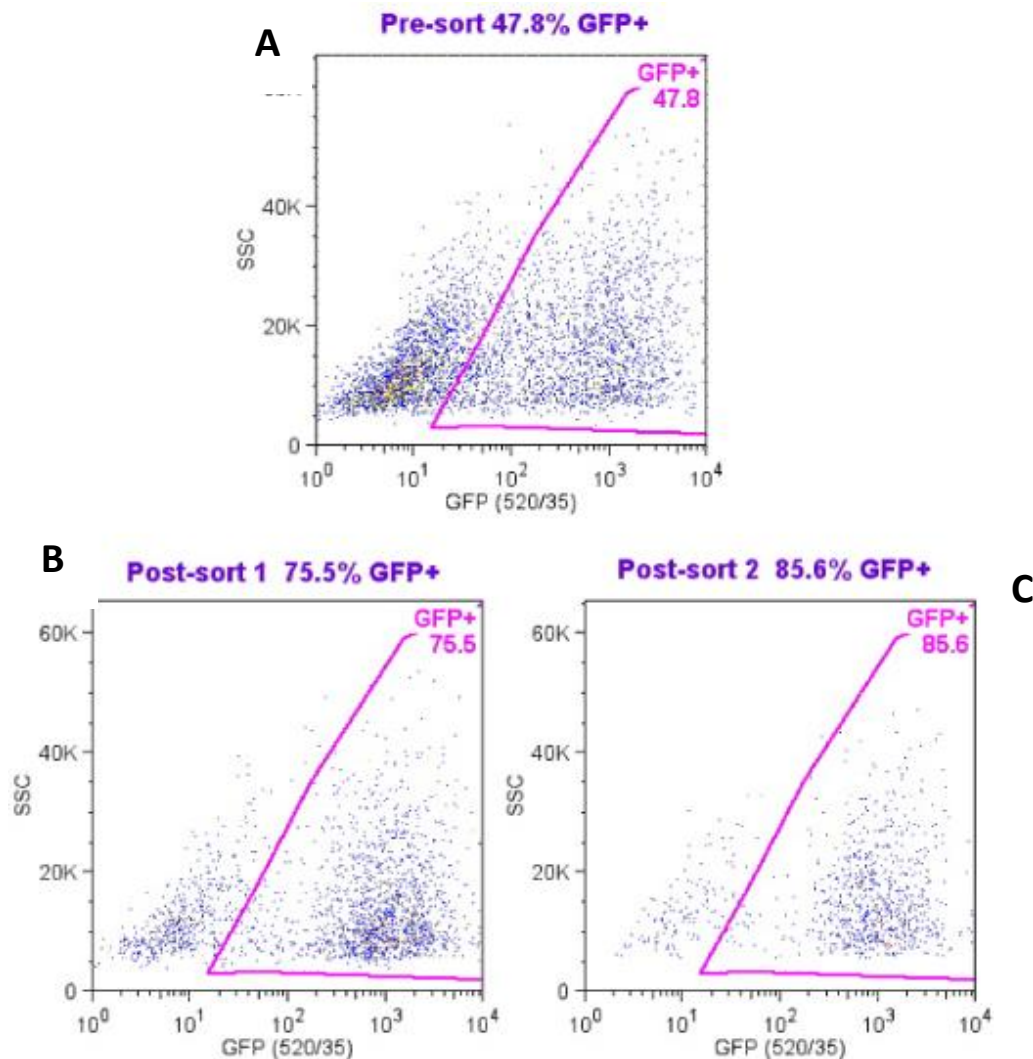 A
Pre-sort 47.8% GFP+
GFP+
47.8
40K
20K
0
SSC
10^0 10^1 10^2 10^3 10^4
GFP (520/35)
B
Post-sort 1 75.5% GFP+
GFP+
75.5
60K
40K
20K
0
SSC
10^0 10^1 10^2 10^3 10^4
GFP (520/35)
Post-sort 2 85.6% GFP+
C
GFP+
85.6
60K
40K
20K
0
SSC
10^0 10^1 10^2 10^3 10^4
GFP (520/35)